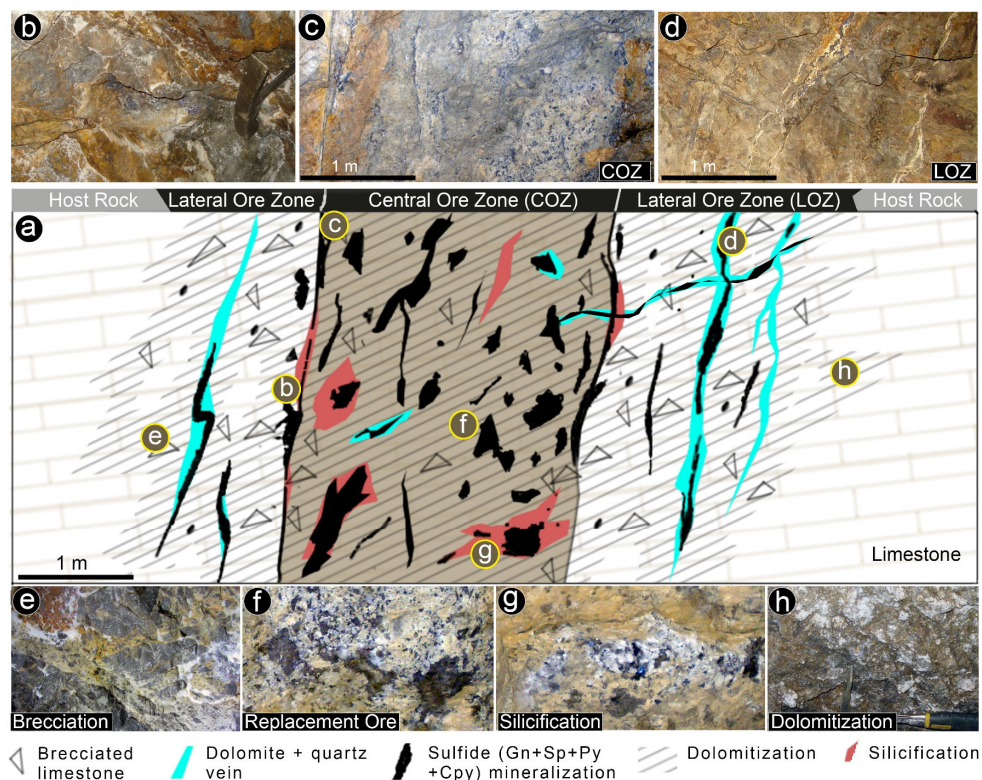 b
c
d
1 m
COZ
1 m
LOZ
Host Rock
Lateral Ore Zone
Central Ore Zone (COZ)
Lateral Ore Zone (LOZ)
Host Rock
a
c
d
b
h
f
e
g
1 m
Limestone
e
f
g
h
Brecciation
Replacement Ore
Silicification
Dolomitization
Brecciated
limestone
Dolomite + quartz
vein
Sulfide (Gn+Sp+Py
+Cpy) mineralization
Dolomitization
Silicification